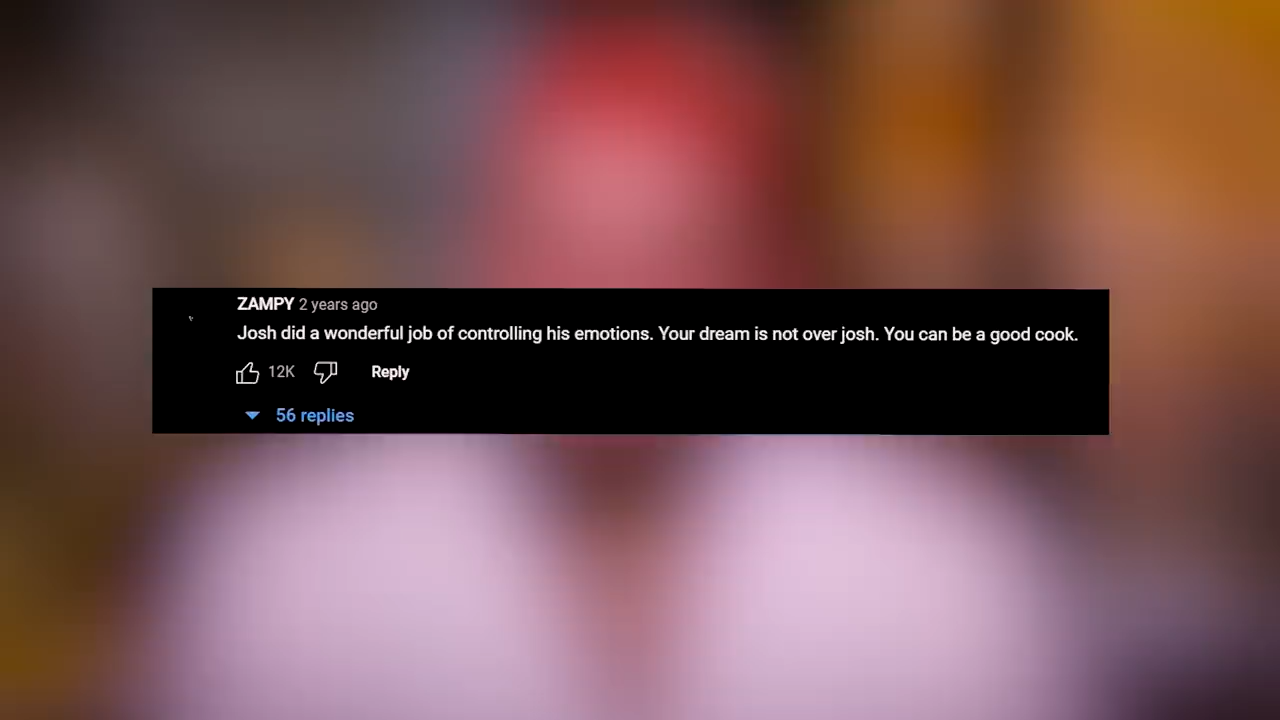 ZAMPY 2 years ago
Josh did a wonderful job of controlling his emotions. Your dream is not over josh. You can be a good cook.
12K Reply
56 replies